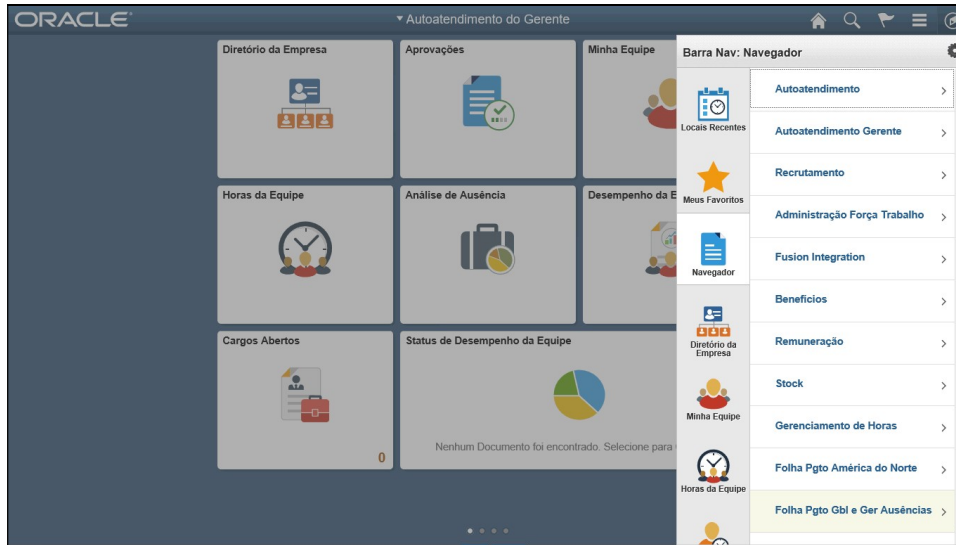 ORACLE
Autoatendimento do Gerente
Diretório da Empresa
Aprovações
Minha Equipe
Horas da Equipe
Análise de Ausência
Desempenho da E
Cargos Abertos
0
Status de Desempenho da Equipe
Nenhum Documento foi encontrado. Selecione para
Barra Nav: Navegador
Locais Recentes
Meus Favoritos
Navegador
Diretório da
Empresa
Minha Equipe
Horas da Equipe
Autoatendimento
Autoatendimento Gerente
Recrutamento
Administração Força Trabalho
Fusion Integration
Benefícios
Remuneração
Stock
Gerenciamento de Horas
Folha Pgto América do Norte
Folha Pgto Gbl e Ger Ausências